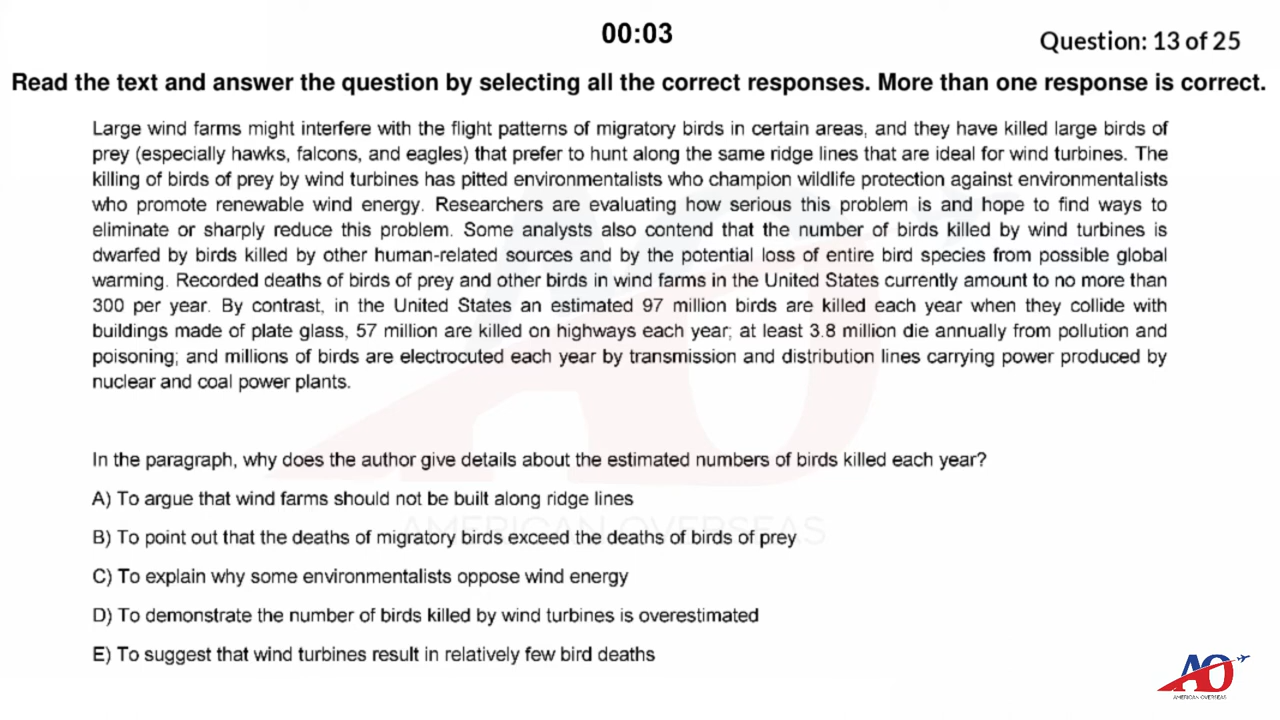 00:03
Question: 13 of 25
Read the text and answer the question by selecting all the correct responses. More than one response is correct.
Large wind farms might interfere with the flight patterns of migratory birds in certain areas, and they have killed large birds of
prey (especially hawks, falcons, and eagles) that prefer to hunt along the same ridge lines that are ideal for wind turbines. The
killing of birds of prey by wind turbines has pitted environmentalists who champion wildlife protection against environmentalists
who promote renewable wind energy. Researchers are evaluating how serious this problem is and hope to find ways to
eliminate or sharply reduce this problem. Some analysts also contend that the number of birds killed by wind turbines is
dwarfed by birds killed by other human-related sources and by the potential loss of entire bird species from possible global
warming. Recorded deaths of birds of prey and other birds in wind farms in the United States currently amount to no more than
300 per year. By contrast, in the United States an estimated 97 million birds are killed each year when they collide with
buildings made of plate glass, 57 million are killed on highways each year; at least 3.8 million die annually from pollution and
poisoning; and millions of birds are electrocuted each year by transmission and distribution lines carrying power produced by
nuclear and coal power plants.
In the paragraph, why does the author give details about the estimated numbers of birds killed each year?
A) To argue that wind farms should not be built along ridge lines
AMERICAN OVERSEAS
B) To point out that the deaths of migratory birds exceed the deaths of birds of prey
C) To explain why some environmentalists oppose wind energy
D) To demonstrate the number of birds killed by wind turbines is overestimated
E) To suggest that wind turbines result in relatively few bird deaths
AO
AMERICAN OVERSEAS